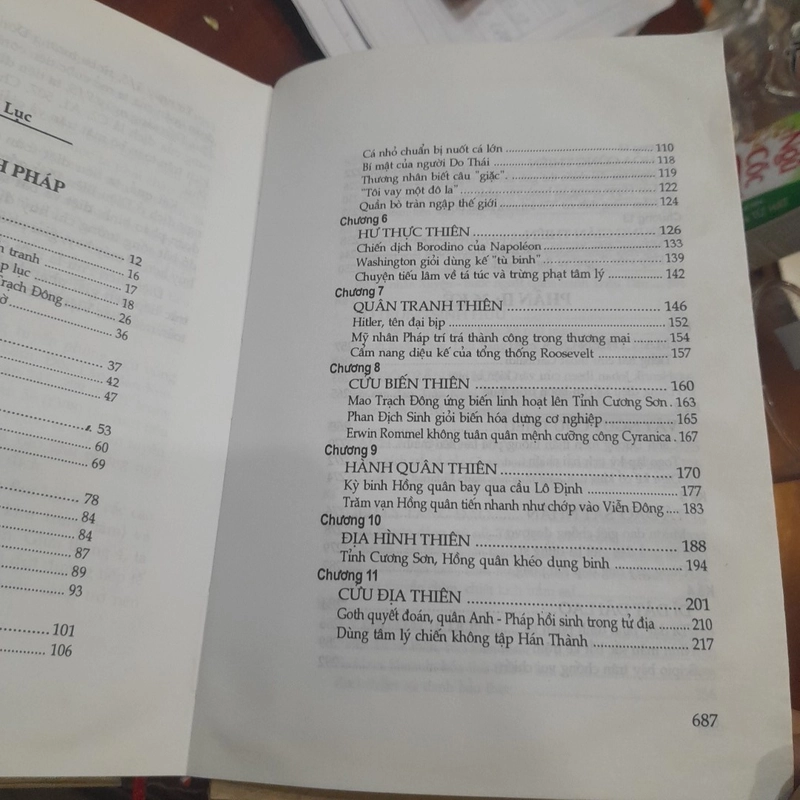 Lục
H PHÁP
12
n tranh 16
p lục 17
Trạch Đông 18
26
36
37
42
47
53
60
69
78
84
84
87
89
93
101
106
Cá nhỏ chuẩn bị nuốt cá lớn 110
Bí mật của người Do Thái 118
Thương nhân biết câu "giặc". 119
"Tôi vay một đô la" 122
Quần bò tràn ngập thế giới 124
Chương 6
HƯ THỰC THIÊN 126
Chiến dịch Borodino của Napoléon 133
Washington giỏi dùng kế "tù binh" 139
Chuyện tiếu lâm về tá túc và trừng phạt tâm lý 142
Chương 7
QUÂN TRANH THIÊN 146
Hitler, tên đại bịp 152
Mỹ nhân Pháp trí trá thành công trong thương mại 154
Cẩm nang diệu kế của tổng thống Roosevelt 157
Chương 8
CỬU BIẾN THIÊN 160
Mao Trạch Đông ứng biến linh hoạt lên Tỉnh Cương Sơn. 163
Phan Địch Sinh giỏi biến hóa dựng cơ nghiệp 165
Erwin Rommel không tuân quân mệnh cưỡng công Cyranica. 167
Chương 9
HÀNH QUÂN THIÊN 170
Kỳ binh Hồng quân bay qua cầu Lô Định 177
Trăm vạn Hồng quân tiến nhanh như chớp vào Viễn Đông 183
Chương 10
ĐỊA HÌNH THIÊN 188
Tỉnh Cương Sơn, Hồng quân khéo dụng binh 194
Chương 11
CỬU ĐỊA THIÊN 201
Goth quyết đoán, quân Anh - Pháp hồi sinh trong tử địa 210
Dùng tâm lý chiến không tập Hán Thành 217
687